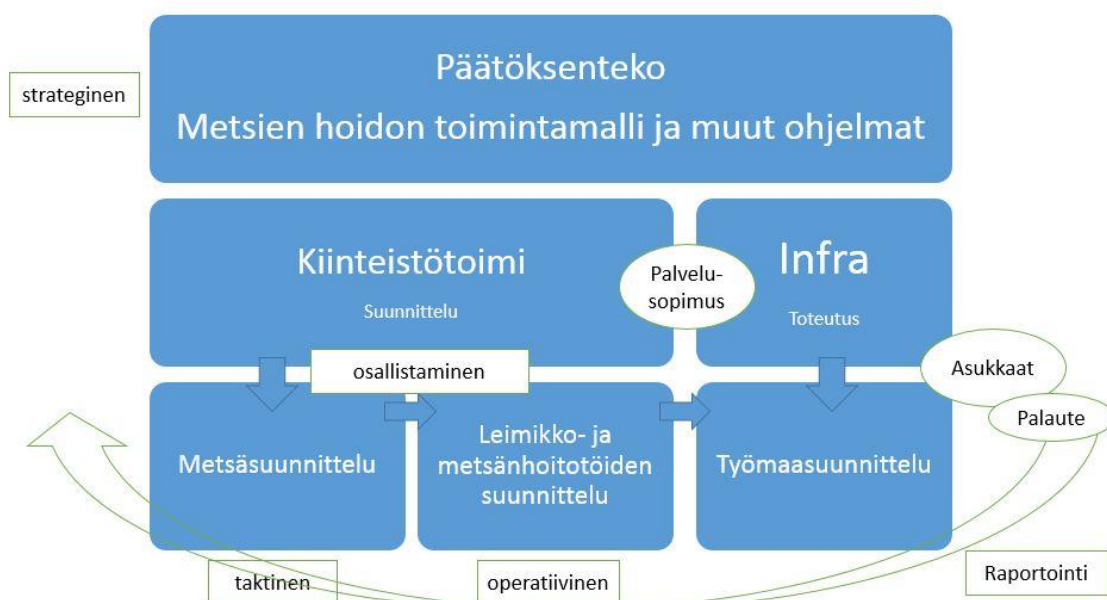 strateginen
Päätöksenteko
Metsien hoidon toimintamalli ja muut ohjelmat
Kiinteistötoimi
Suunnittelu
Palvelu-
sopimus
Infra
Toteutus
osallistaminen
Asukkaat
Palaute
Metsäsuunnittelu
Leimikko- ja
metsänhoitotöiden
suunnittelu
Työmaasuunnittelu
taktinen
operatiivinen
Raportointi